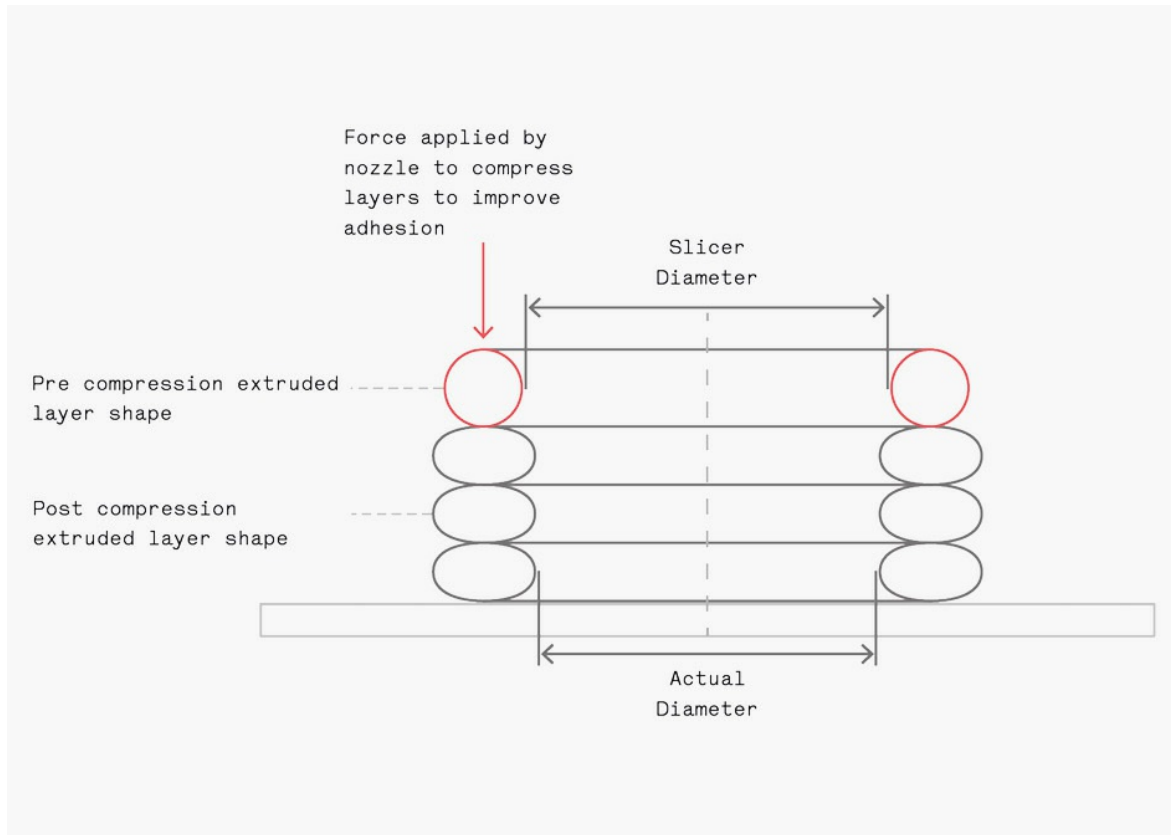 Force applied by
nozzle to compress
layers to improve
adhesion
Slicer
Diameter
Pre compression extruded
layer shape
Post compression
extruded layer shape
Actual
Diameter